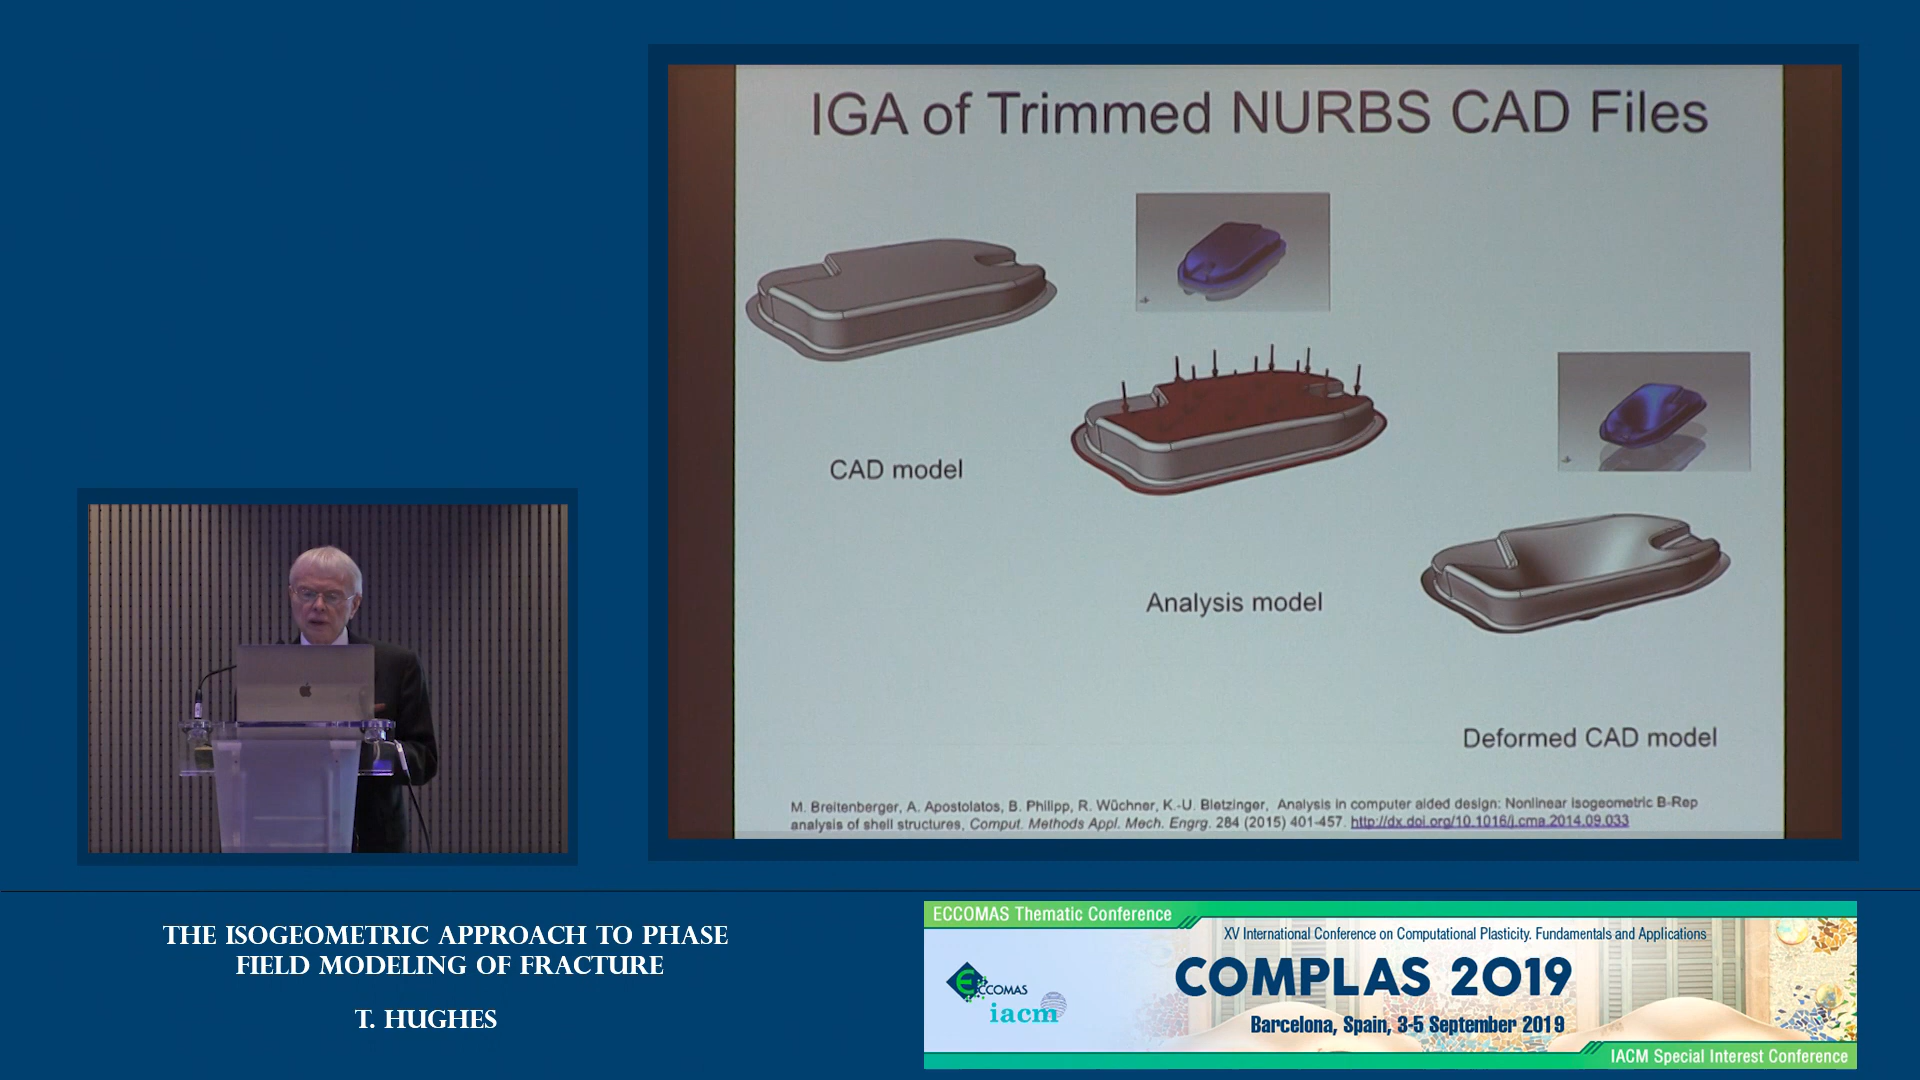 IGA of Trimmed NURBS CAD Files
CAD model
Analysis model
Deformed CAD model
M. Breitenberger, A. Apostolatos, B. Philipp, R. Wüchner, K.-U. Bletzinger, Analysis in computer aided design: Nonlinear isogeometric B-Rep
analysis of shell structures, Comput. Methods Appl. Mech. Engrg. 284 (2015) 401-457. http://dx.doi.org/10.1016/j.cma.2014.09.033
THE ISOGEOMETRIC APPROACH TO PHASE
FIELD MODELING OF FRACTURE
T. HUGHES
ECCOMAS Thematic Conference
XV International Conference on Computational Plasticity. Fundamentals and Applications
ECCOMAS
iacm
COMPLAS 2019
Barcelona, Spain, 3-5 September 2019
IACM Special Interest Conference